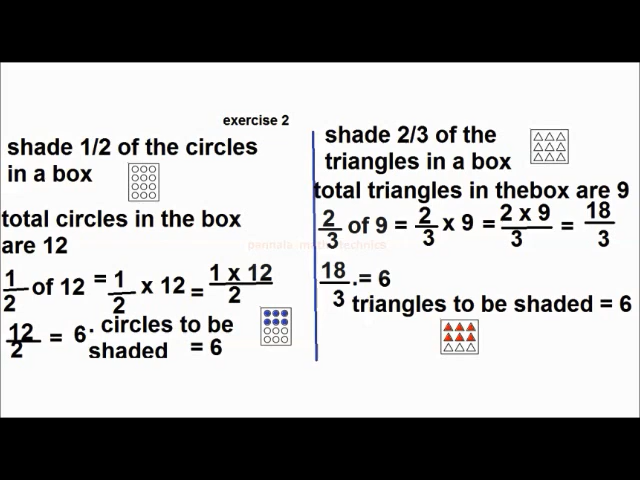 exercise 2
shade 1/2 of the circles
in a box
total circles in the box
are 12
1/2 of 12 = 1/2 x 12 = 1 x 12/2
12/2 = 6. circles to be
shaded = 6
shade 2/3 of the
triangles in a box
total triangles in thebox are 9
2/3 of 9 = 2/3 x 9 = 2 x 9/3 = 18/3
18/3 .= 6
triangles to be shaded = 6